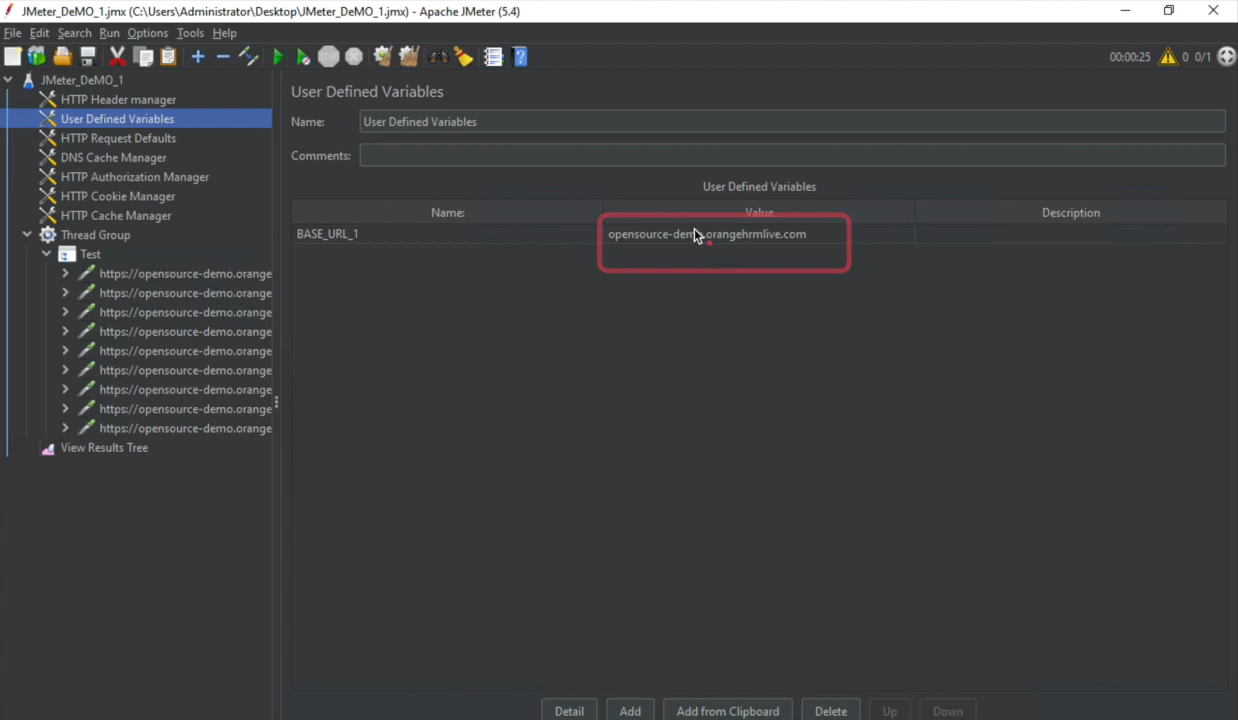 JMeter_DeMO_1.jmx (C:\Users\Administrator\Desktop\JMeter_DeMO_1.jmx) - Apache JMeter (5.4)
File Edit Search Run Options Tools Help
00:00:25 0 0/1
JMeter_DeMO_1
HTTP Header manager
User Defined Variables
HTTP Request Defaults
DNS Cache Manager
HTTP Authorization Manager
HTTP Cookie Manager
HTTP Cache Manager
Thread Group
Test
https://opensource-demo.orange
https://opensource-demo.orange
https://opensource-demo.orange
https://opensource-demo.orange
https://opensource-demo.orange
https://opensource-demo.orange
https://opensource-demo.orange
https://opensource-demo.orange
https://opensource-demo.orange
View Results Tree
User Defined Variables
Name: User Defined Variables
Comments:
User Defined Variables
Name: Value Description
BASE_URL_1 opensource-demo.orangehrmlive.com
Detail Add Add from Clipboard Delete Up Down